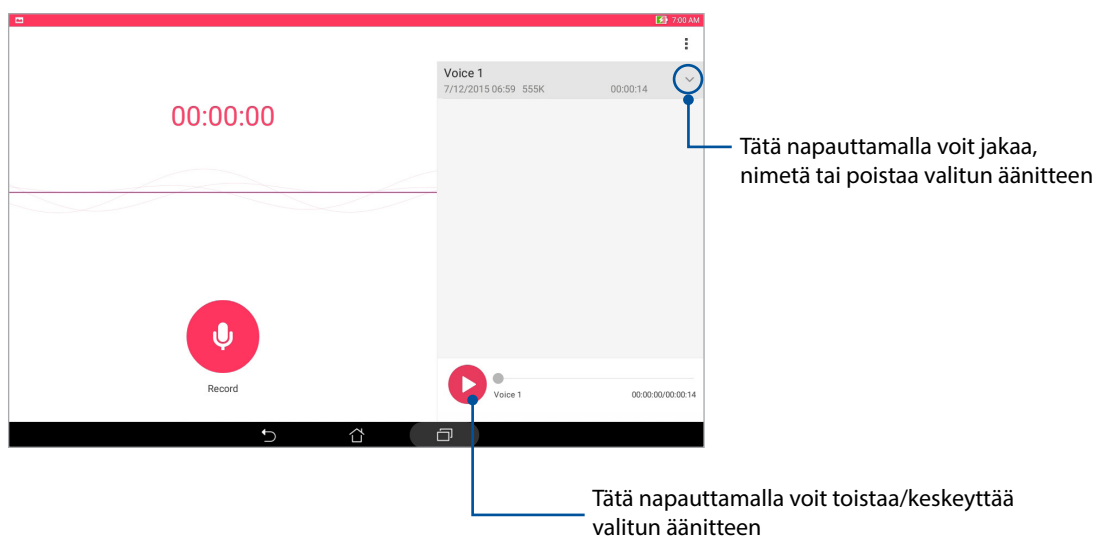 7:00 AM
Voice 1
7/12/2015 06:59 555K 00:00:14
00:00:00
Tätä napauttamalla voit jakaa,
nimetä tai poistaa valitun äänitteen
Record
Voice 1 00:00:00/00:00:14
Tätä napauttamalla voit toistaa/keskeyttää
valitun äänitteen